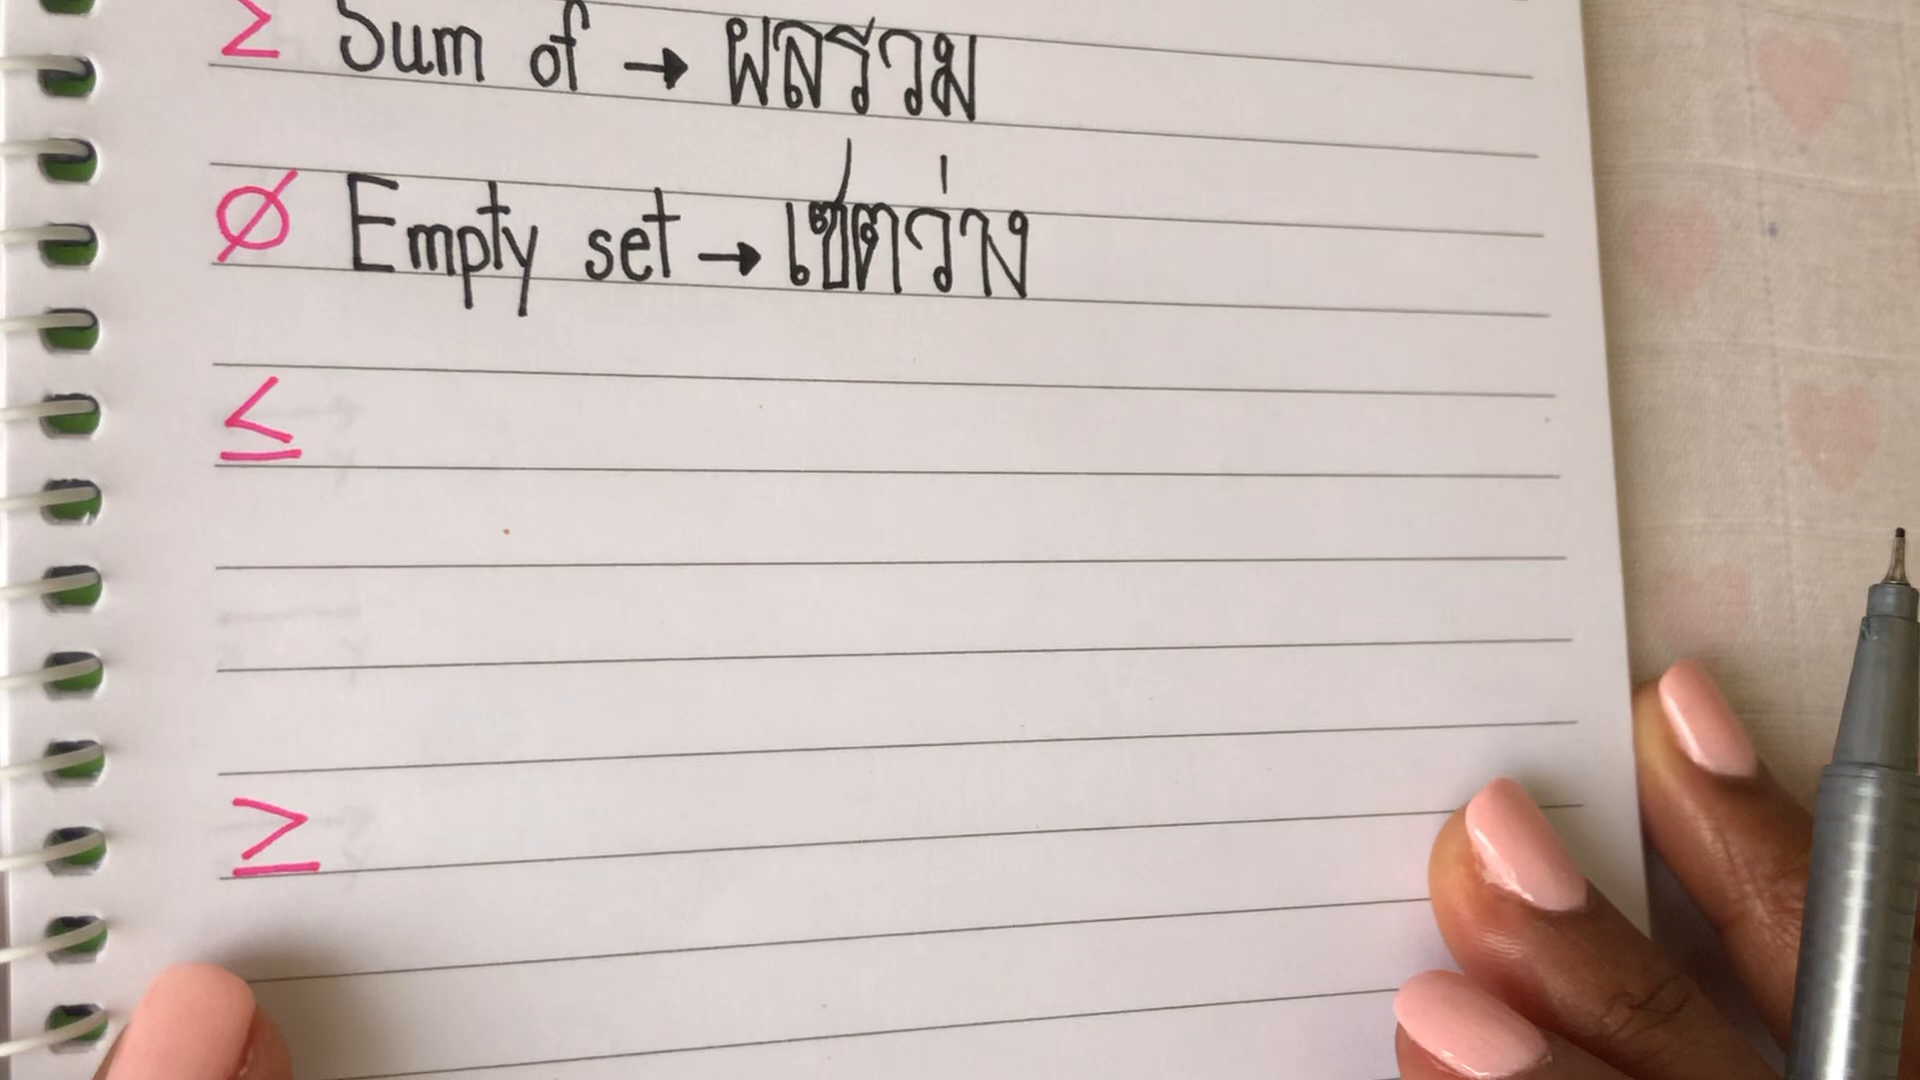 Σ Sum of → ผลรวม
∅ Empty set → เซตว่าง
≤
≥